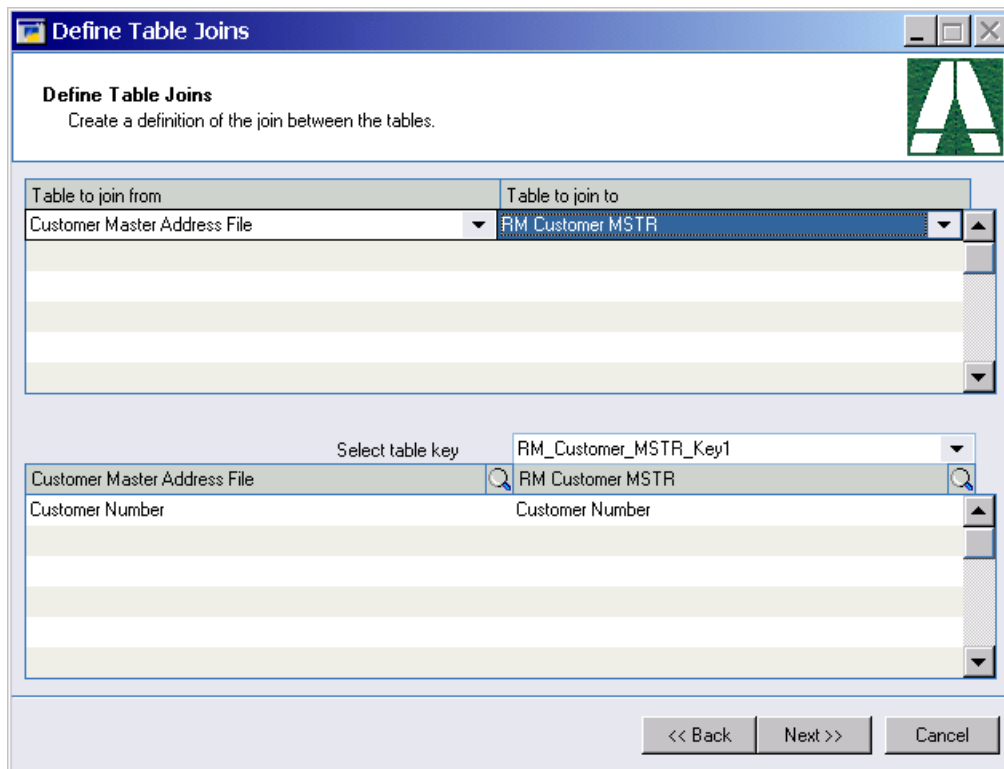 Define Table Joins
Define Table Joins
Create a definition of the join between the tables.
Table to join from Table to join to
Customer Master Address File RM Customer MSTR
Select table key RM_Customer_MSTR_Key1
Customer Master Address File RM Customer MSTR
Customer Number Customer Number
<< Back Next >> Cancel